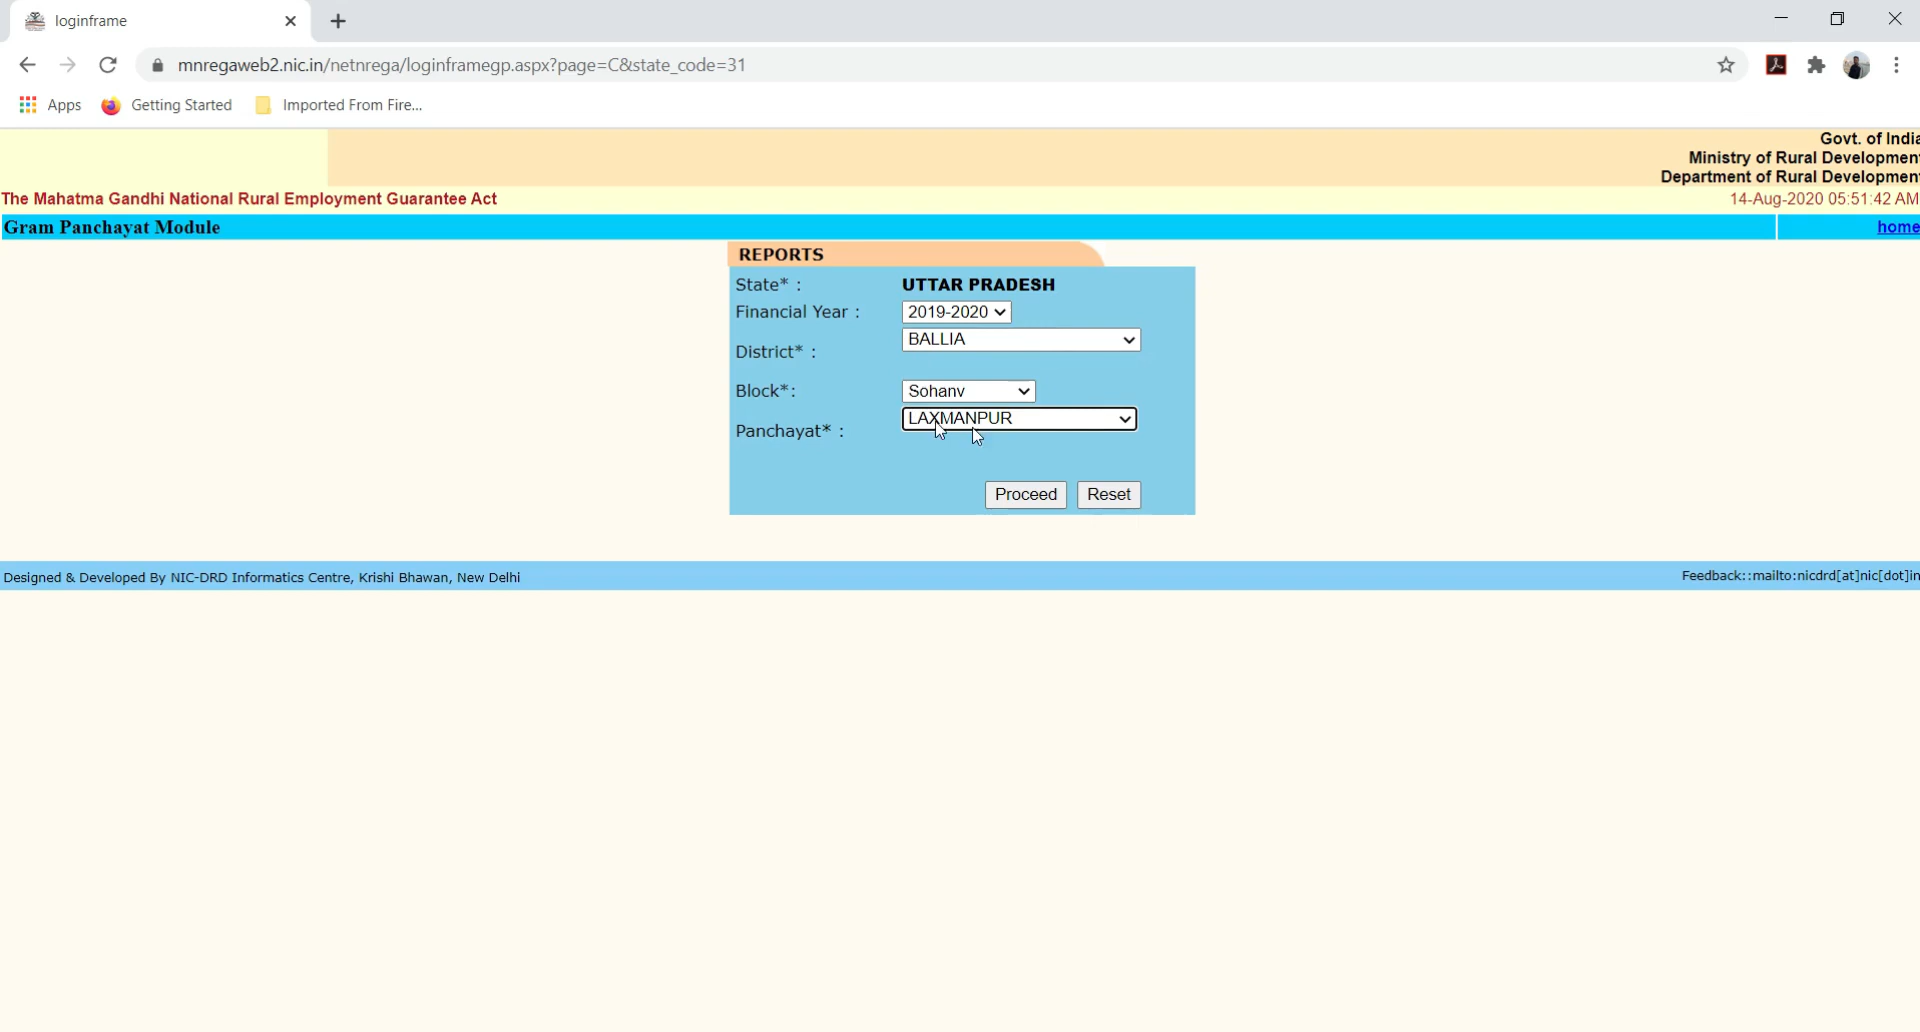 loginframe
mnregaweb2.nic.in/netnrega/loginframegp.aspx?page=C&state_code=31
Apps Getting Started Imported From Fire...
Govt. of India
Ministry of Rural Development
Department of Rural Development
The Mahatma Gandhi National Rural Employment Guarantee Act 14-Aug-2020 05:51:42 AM
Gram Panchayat Module home
REPORTS
State* : UTTAR PRADESH
Financial Year : 2019-2020
District* : BALLIA
Block*: Sohanv
Panchayat* : LAXMANPUR
Proceed Reset
Designed & Developed By NIC-DRD Informatics Centre, Krishi Bhawan, New Delhi Feedback::mailto:nicdrd[at]nic[dot]in